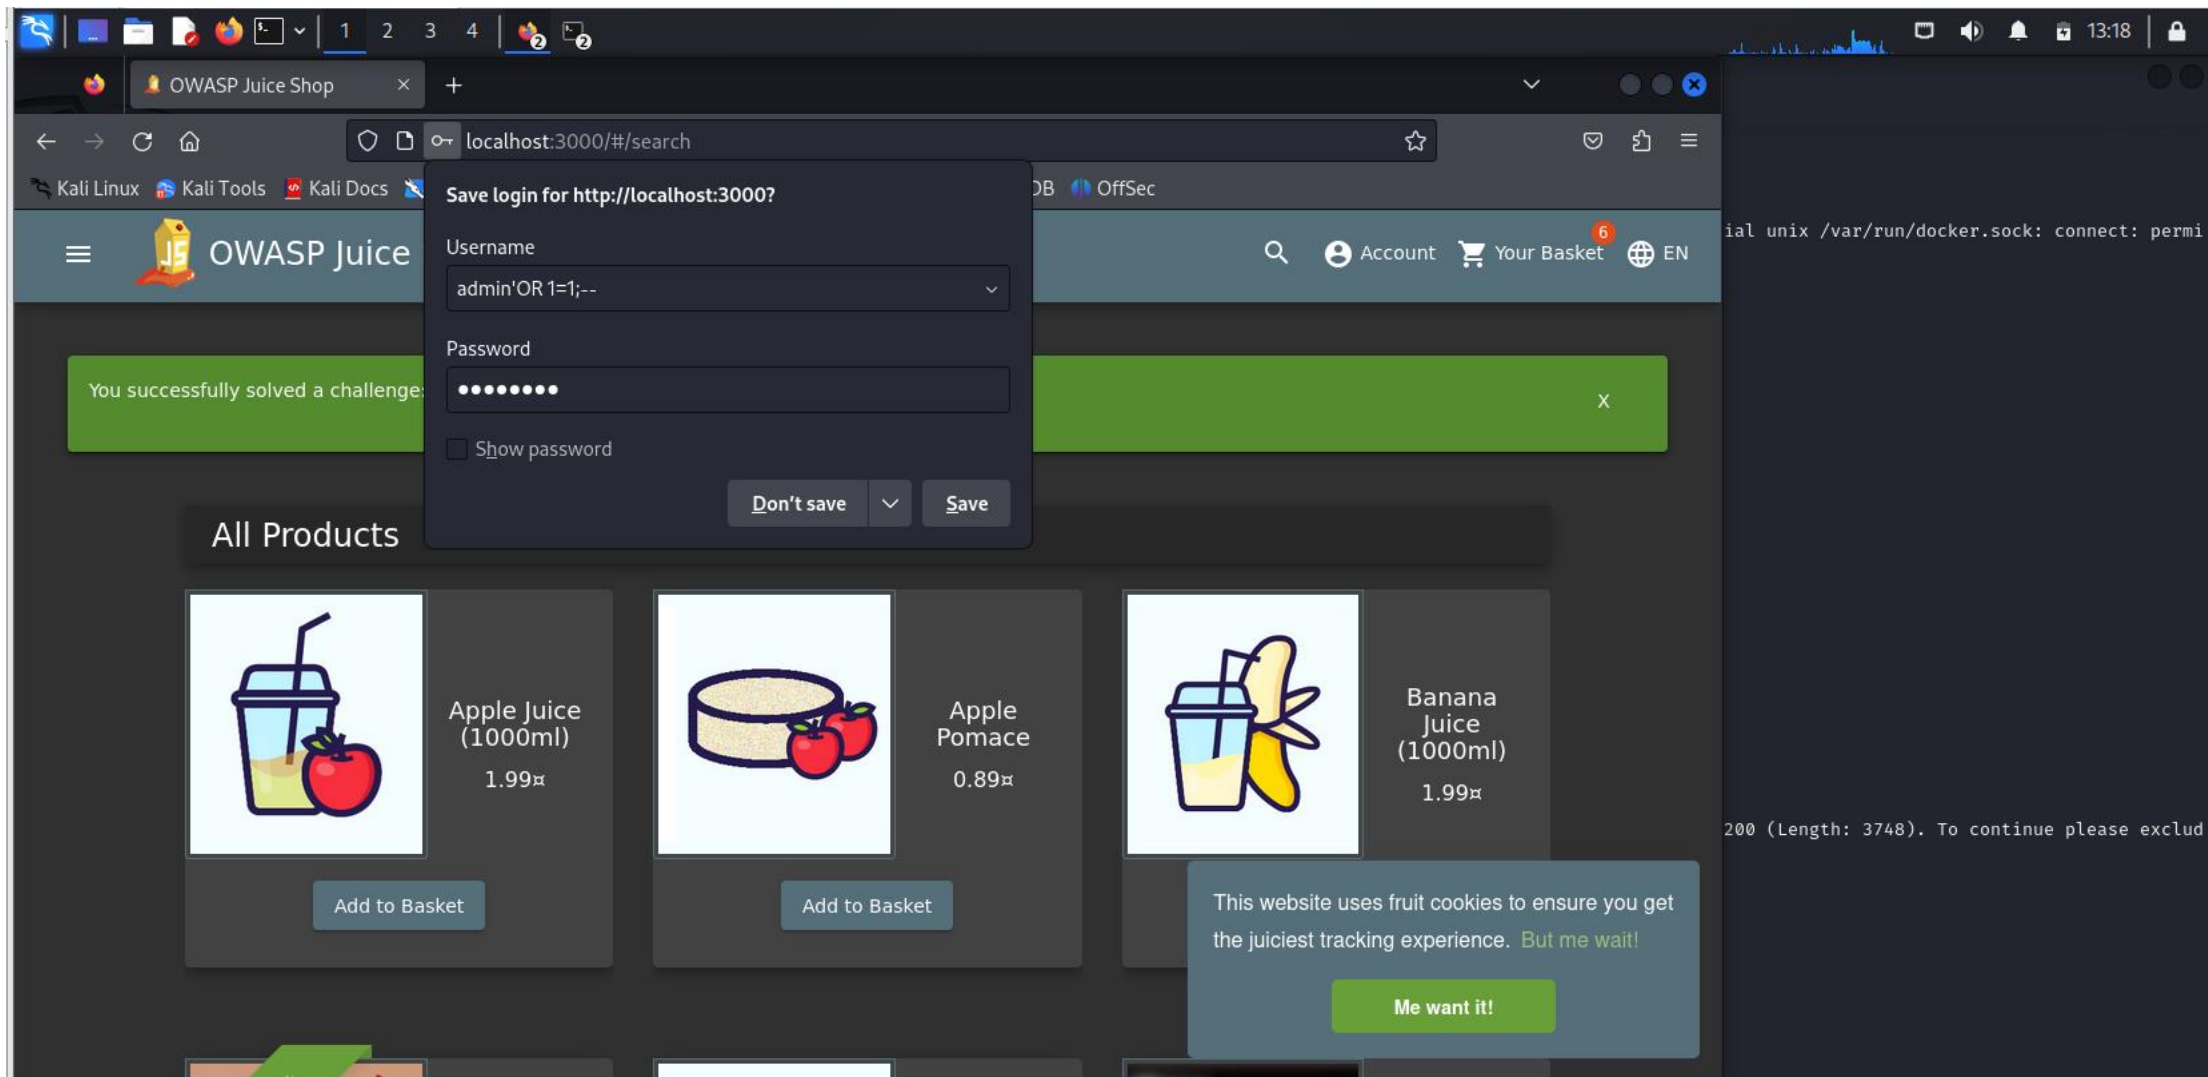 1 2 3 4 2 2 13:18
OWASP Juice Shop
localhost:3000/#/search
Kali Linux Kali Tools Kali Docs DB OffSec
Save login for http://localhost:3000?
Username
admin'OR 1=1;--
Password
Show password
Don't save Save
OWASP Juice
Account 6 Your Basket EN
You successfully solved a challenge: X
All Products
Apple Juice
(1000ml)
1.99¤
Add to Basket
Apple
Pomace
0.89¤
Add to Basket
Banana
Juice
(1000ml)
1.99¤
This website uses fruit cookies to ensure you get
the juiciest tracking experience. But me wait!
Me want it!
ial unix /var/run/docker.sock: connect: permi
200 (Length: 3748). To continue please exclud